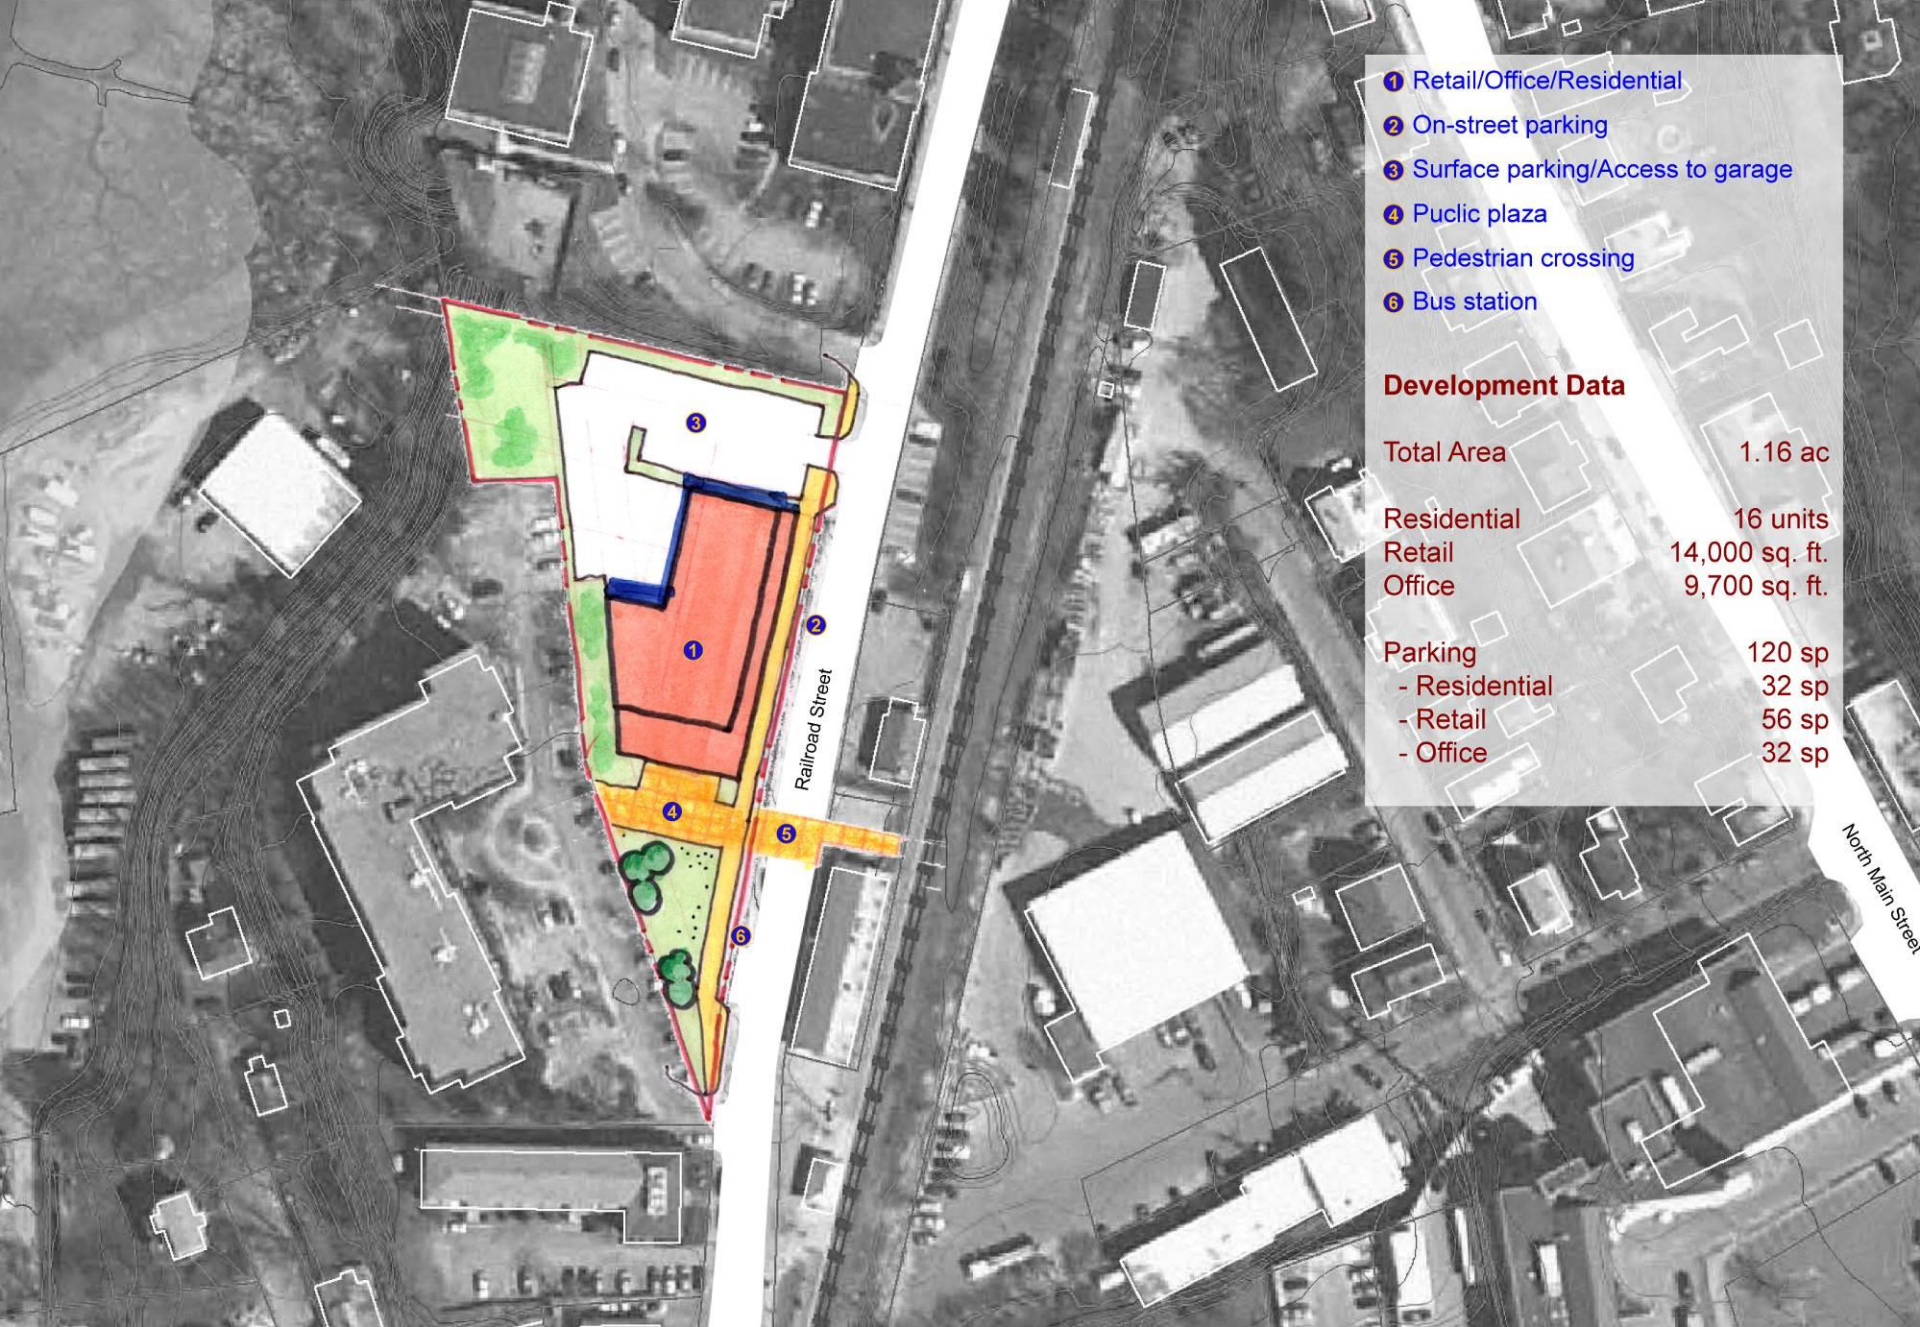 1 Retail/Office/Residential
2 On-street parking
3 Surface parking/Access to garage
4 Puclic plaza
5 Pedestrian crossing
6 Bus station
Development Data
Total Area 1.16 ac
Residential 16 units
Retail 14,000 sq. ft.
Office 9,700 sq. ft.
Parking 120 sp
- Residential 32 sp
- Retail 56 sp
- Office 32 sp
3
2
1
Railroad Street
4
5
6
North Main Street